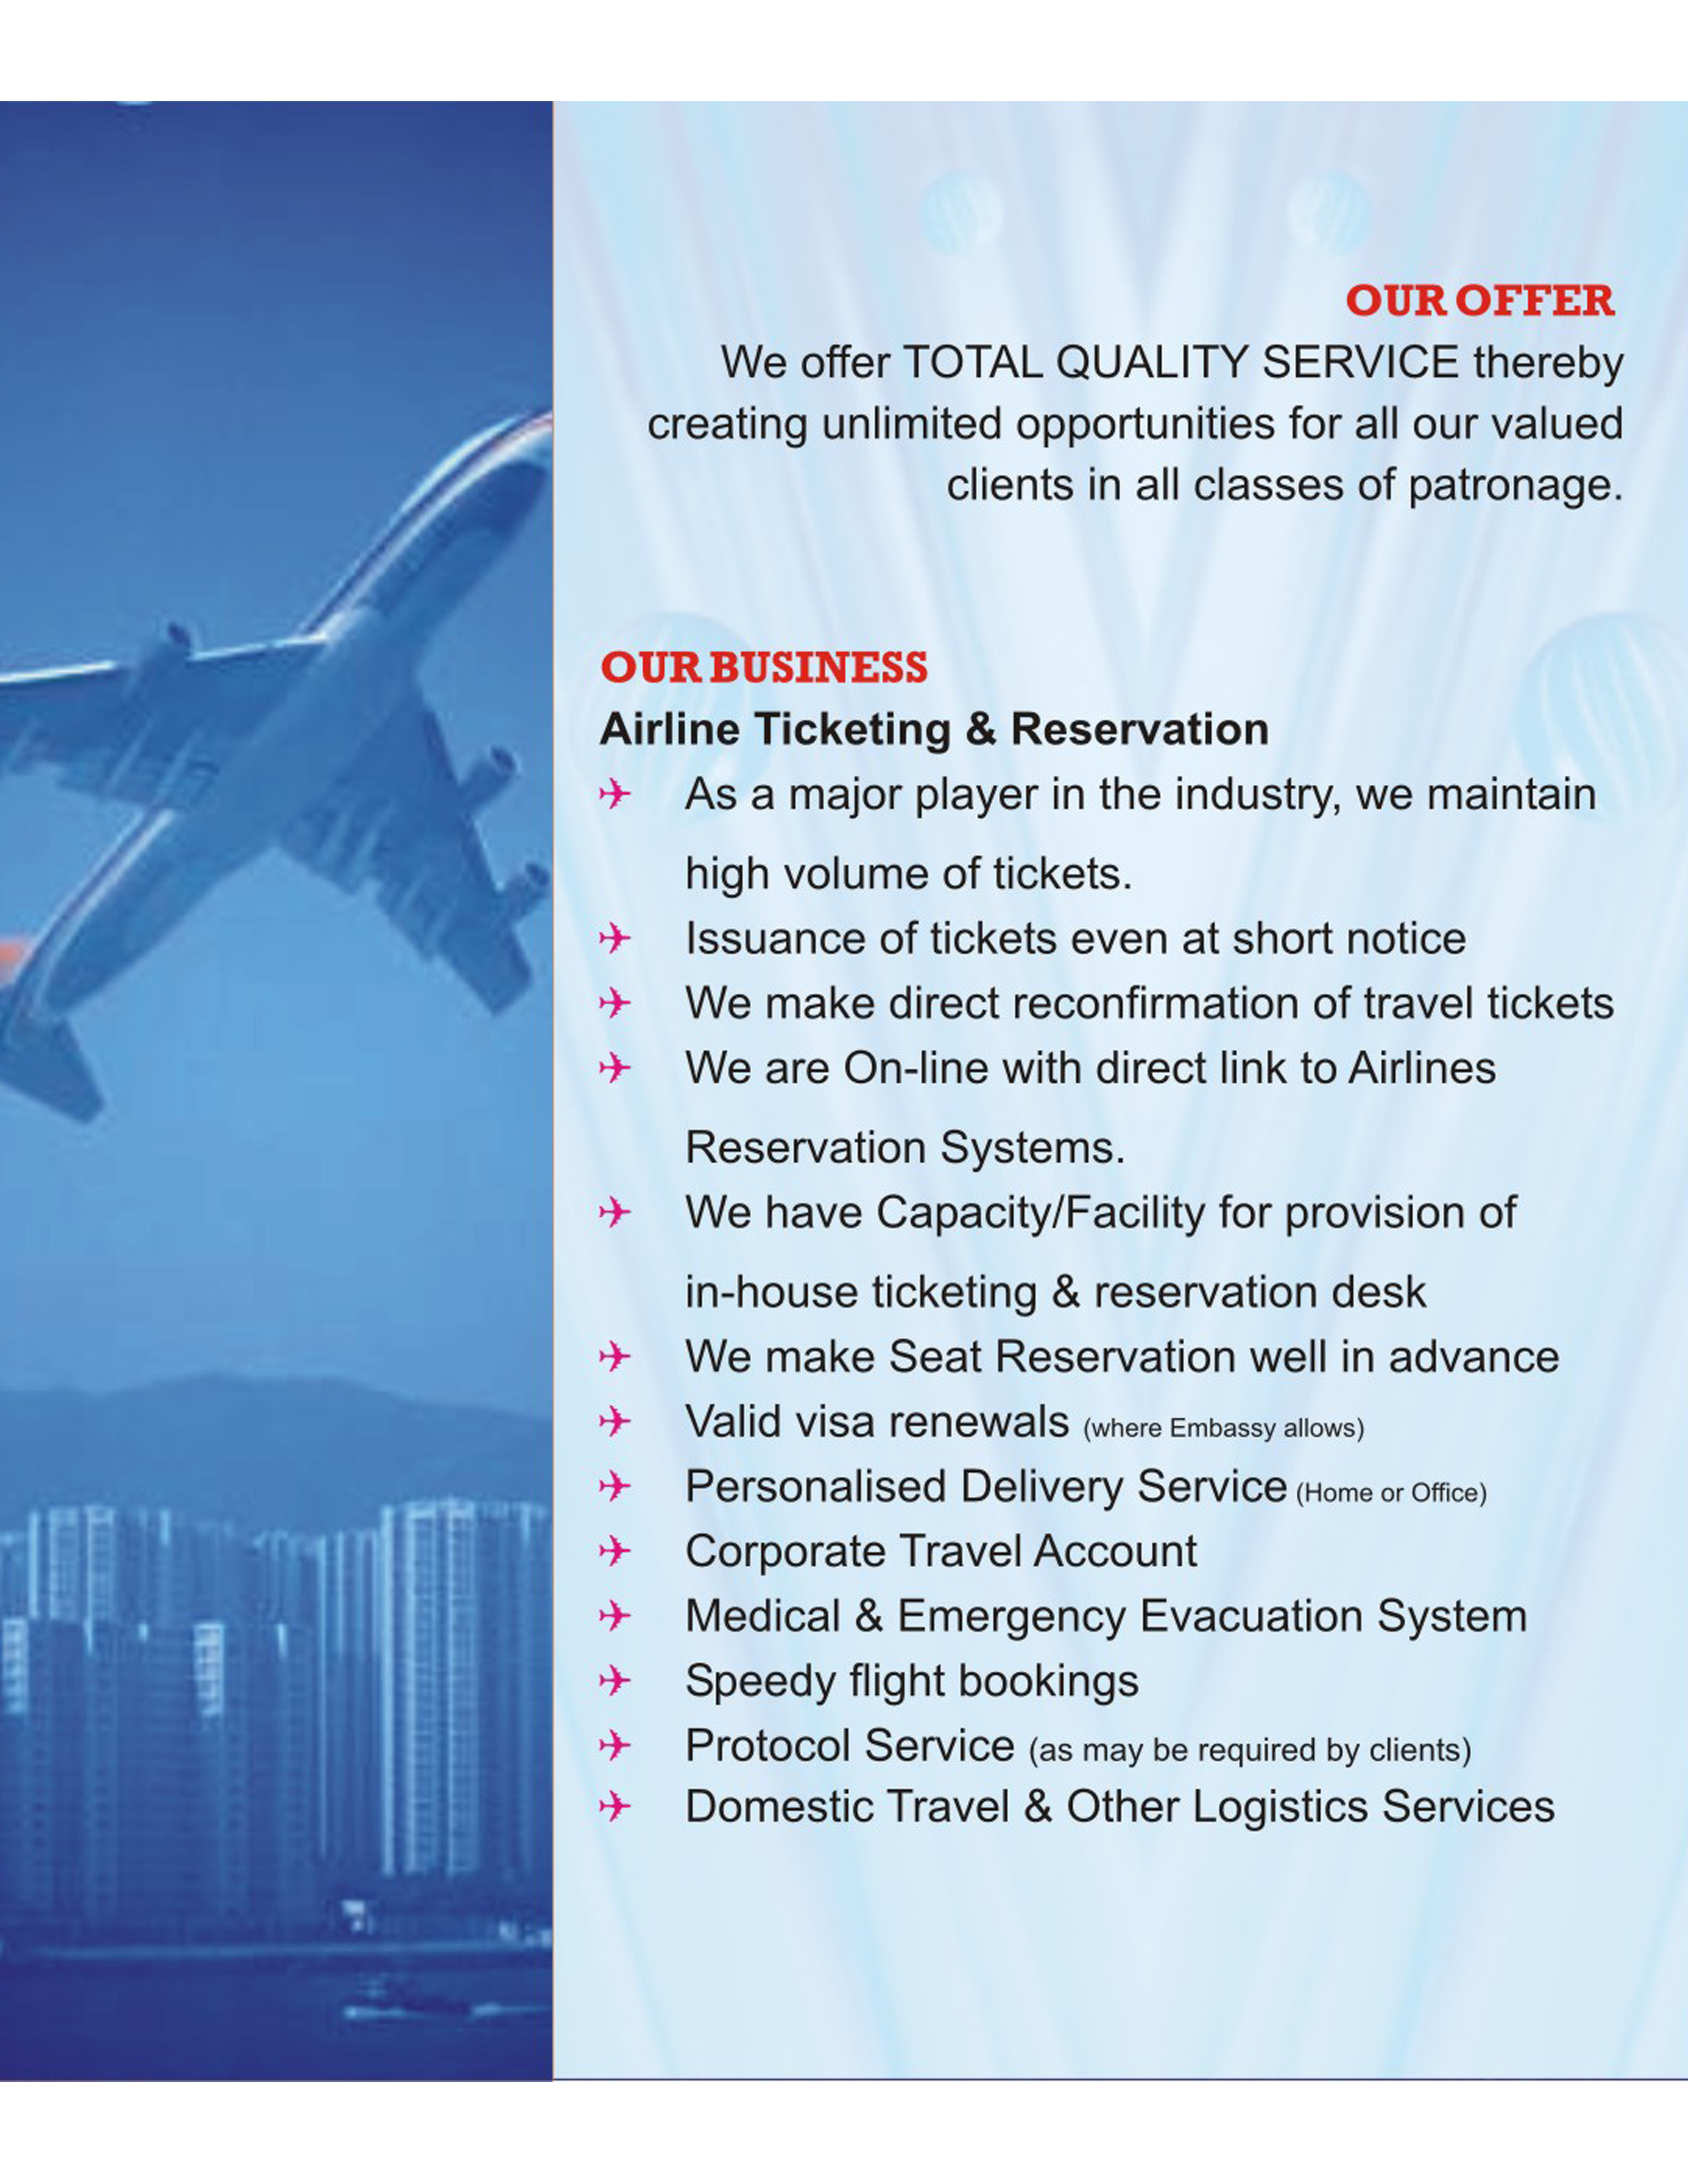 OUR OFFER
We offer TOTAL QUALITY SERVICE thereby
creating unlimited opportunities for all our valued
clients in all classes of patronage.
OUR BUSINESS
Airline Ticketing & Reservation
As a major player in the industry, we maintain
high volume of tickets.
Issuance of tickets even at short notice
We make direct reconfirmation of travel tickets
We are On-line with direct link to Airlines
Reservation Systems.
We have Capacity/Facility for provision of
in-house ticketing & reservation desk
We make Seat Reservation well in advance
Valid visa renewals (where Embassy allows)
Personalised Delivery Service (Home or Office)
Corporate Travel Account
Medical & Emergency Evacuation System
Speedy flight bookings
Protocol Service (as may be required by clients)
Domestic Travel & Other Logistics Services